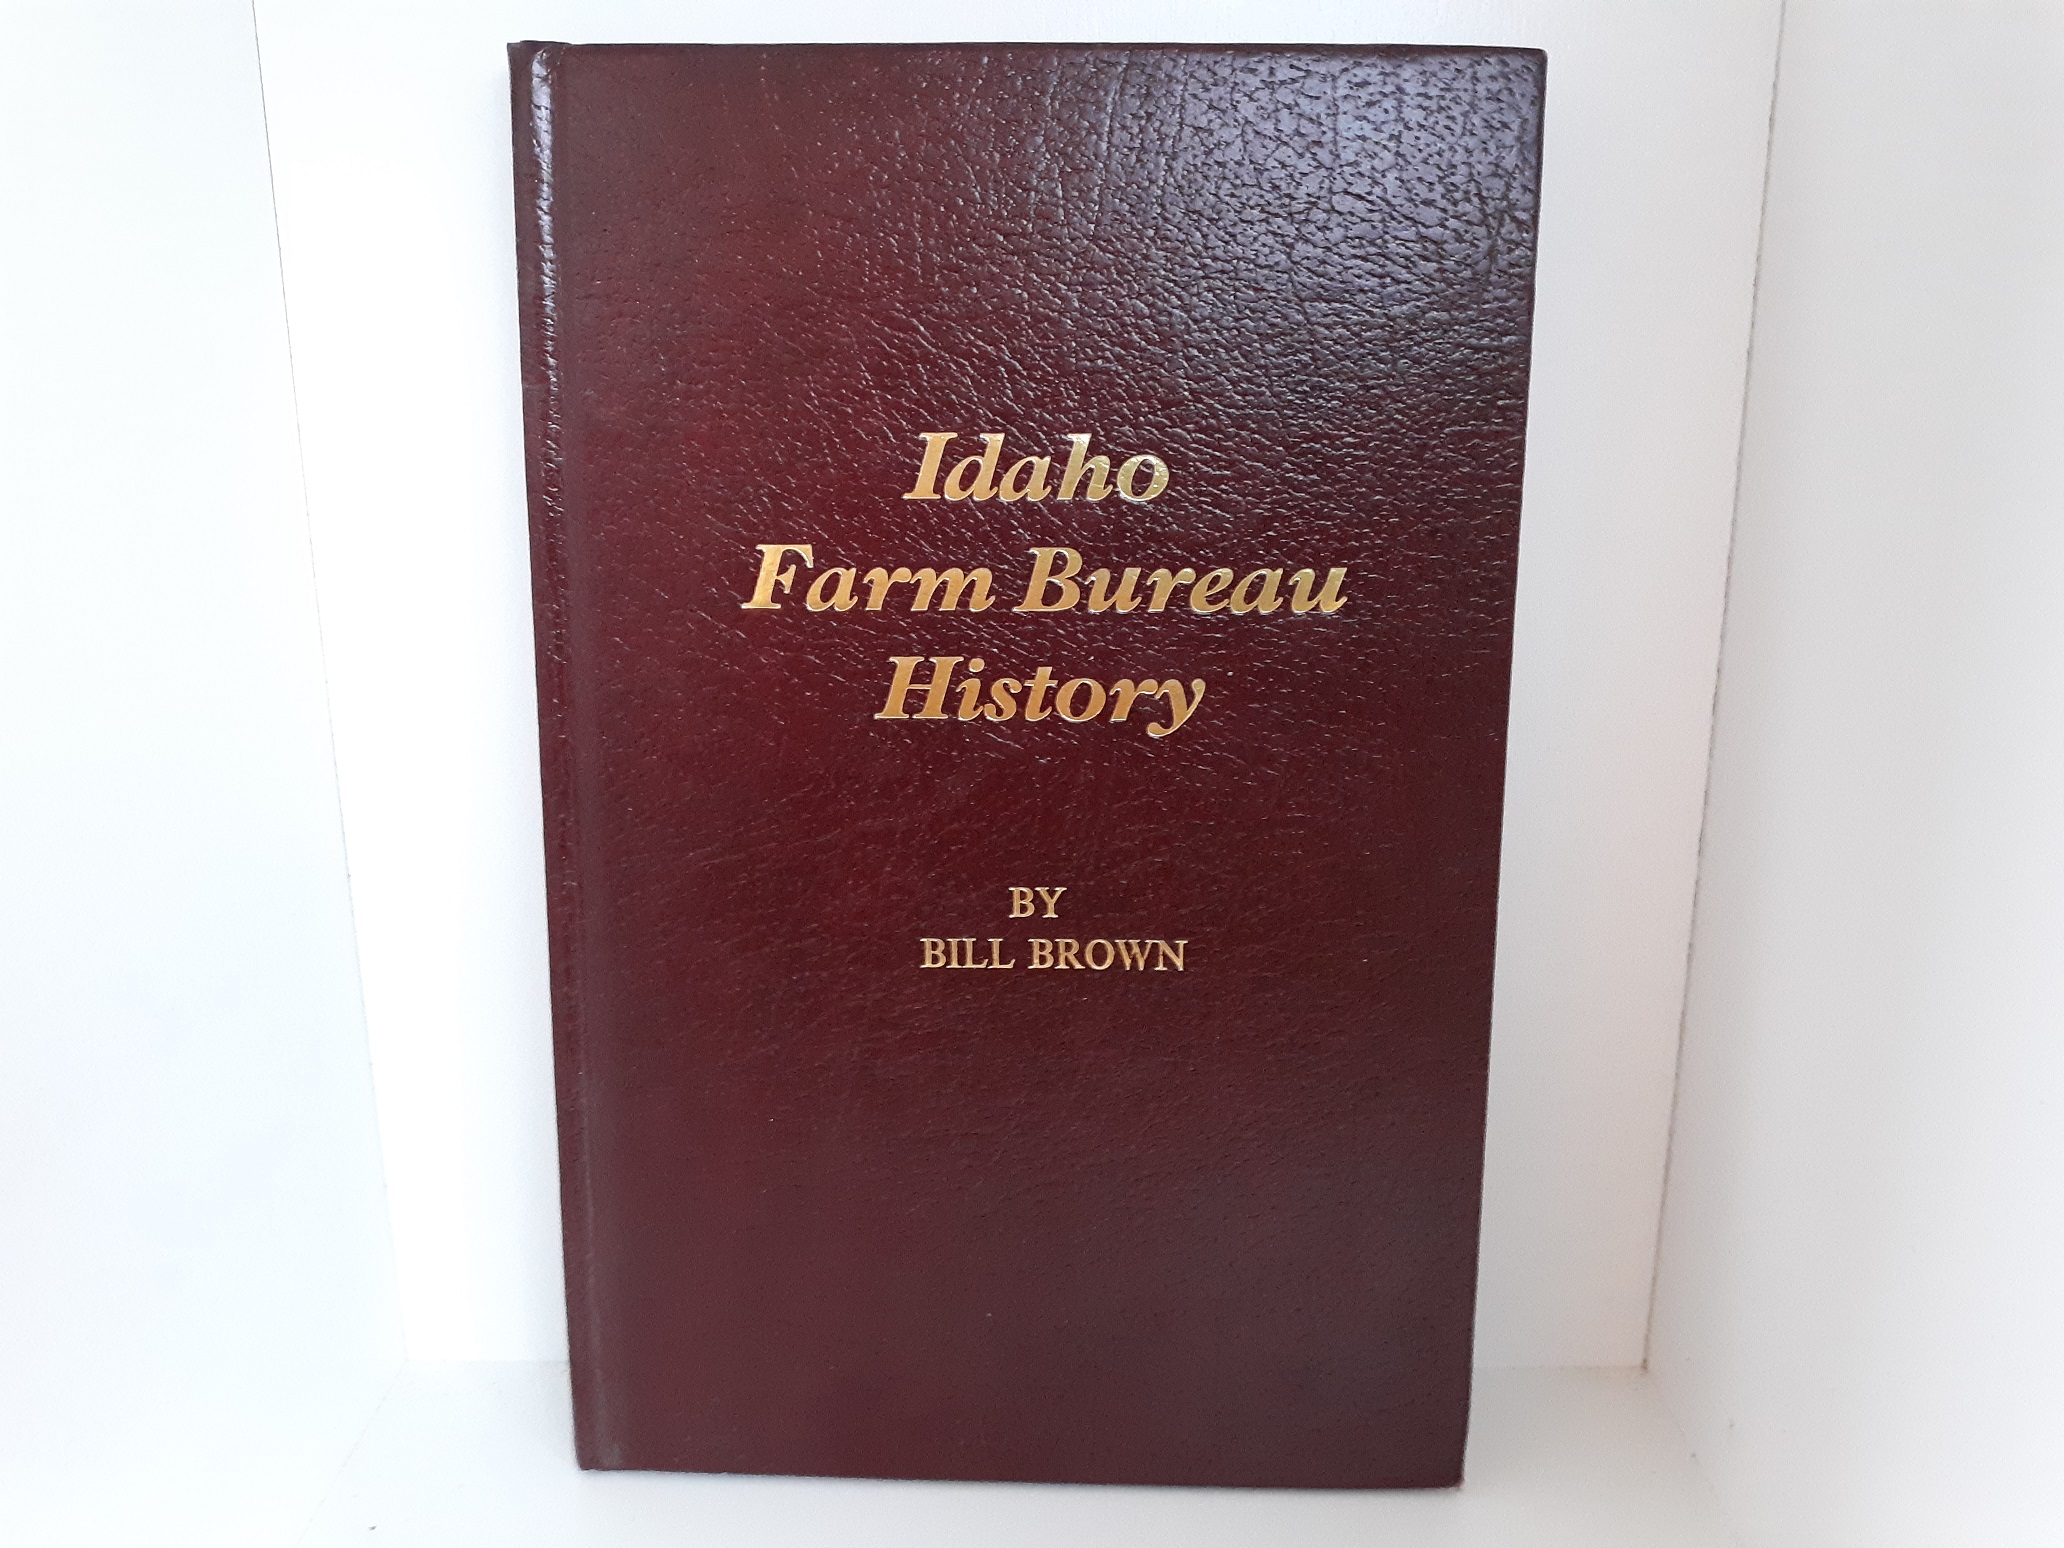 Idaho
Farm Bureau
History
BY
BILL BROWN